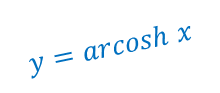 y = arcosh x